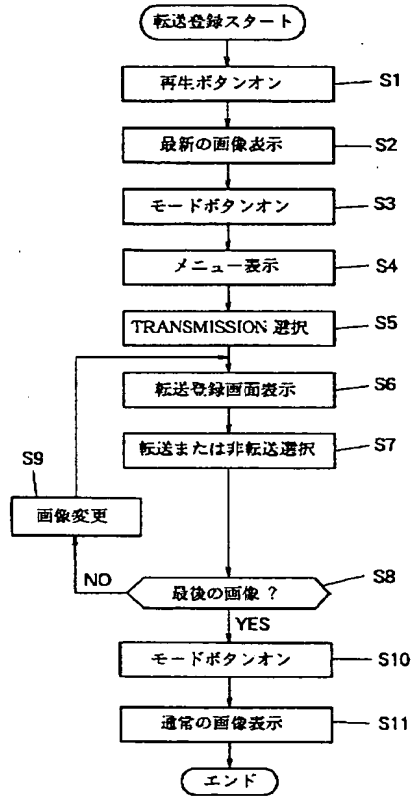 転送登録スタート
再生ボタンオン
S1
最新の画像表示
S2
モードボタンオン
S3
メニュー表示
S4
TRANSMISSION 選択
S5
転送登録画面表示
S6
転送または非転送選択
S7
S9
画像変更
NO
最後の画像 ?
S8
YES
モードボタンオン
S10
通常の画像表示
S11
エンド